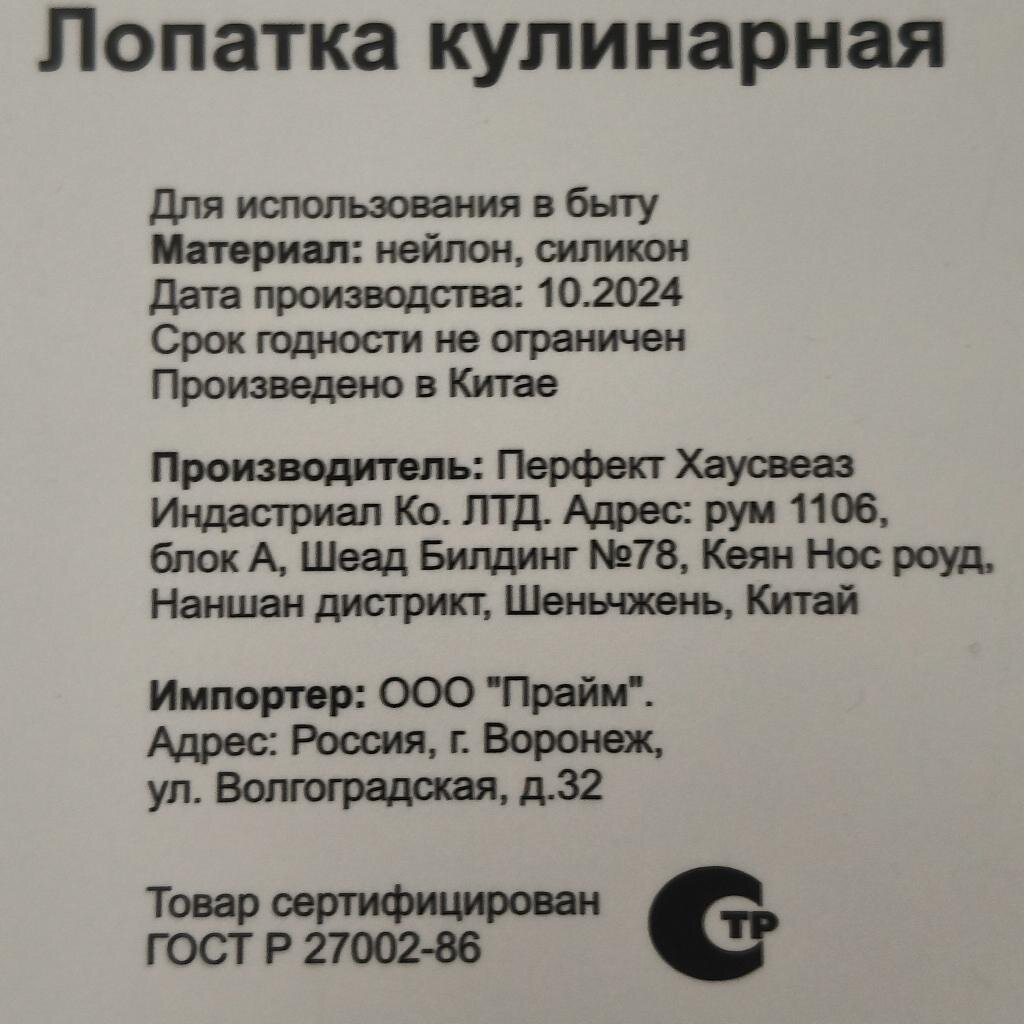 Лопатка кулинарная
Для использования в быту
Материал: нейлон, силикон
Дата производства: 10.2024
Срок годности не ограничен
Произведено в Китае
Производитель: Перфект Хаусвеаз
Индастриал Ко. ЛТД. Адрес: рум 1106,
блок А, Шеад Билдинг №78, Кеян Нос роуд,
Наншан дистрикт, Шеньчжень, Китай
Импортер: ООО "Прайм".
Адрес: Россия, г. Воронеж,
ул. Волгоградская, д.32
Товар сертифицирован
ГОСТ Р 27002-86
СТР